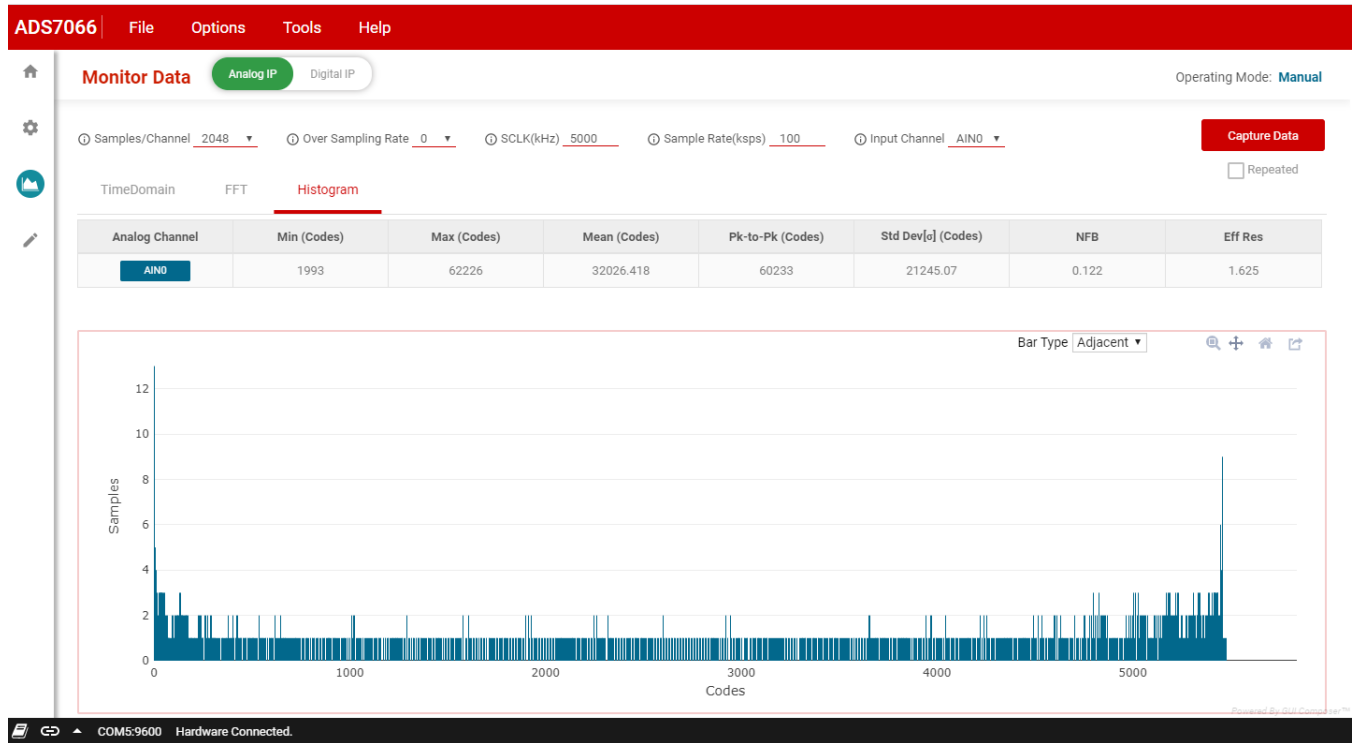 ADS7066 File Options Tools Help
Monitor Data Analog IP Digital IP Operating Mode: Manual
Samples/Channel 2048 Over Sampling Rate 0 SCLK(kHz) 5000 Sample Rate(ksps) 100 Input Channel AIN0 Capture Data
Repeated
TimeDomain FFT Histogram
Analog Channel Min (Codes) Max (Codes) Mean (Codes) Pk-to-Pk (Codes) Std Dev[σ] (Codes) NFB Eff Res
AIN0 1993 62226 32026.418 60233 21245.07 0.122 1.625
Bar Type Adjacent
12
10
8
6
4
2
0
Samples
0 1000 2000 3000 4000 5000
Codes
Powered By GUI Composer™
COM5:9600 Hardware Connected.